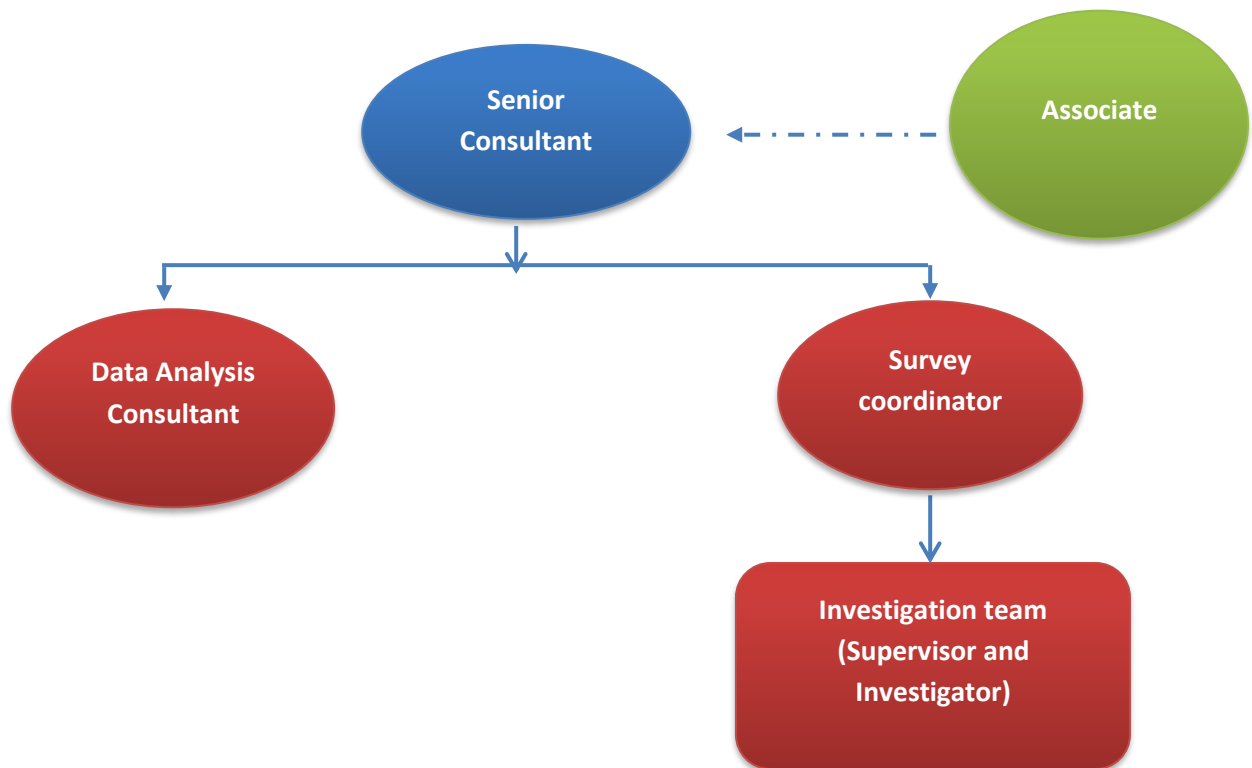 Senior
Consultant
Associate
Data Analysis
Consultant
Survey
coordinator
Investigation team
(Supervisor and
Investigator)